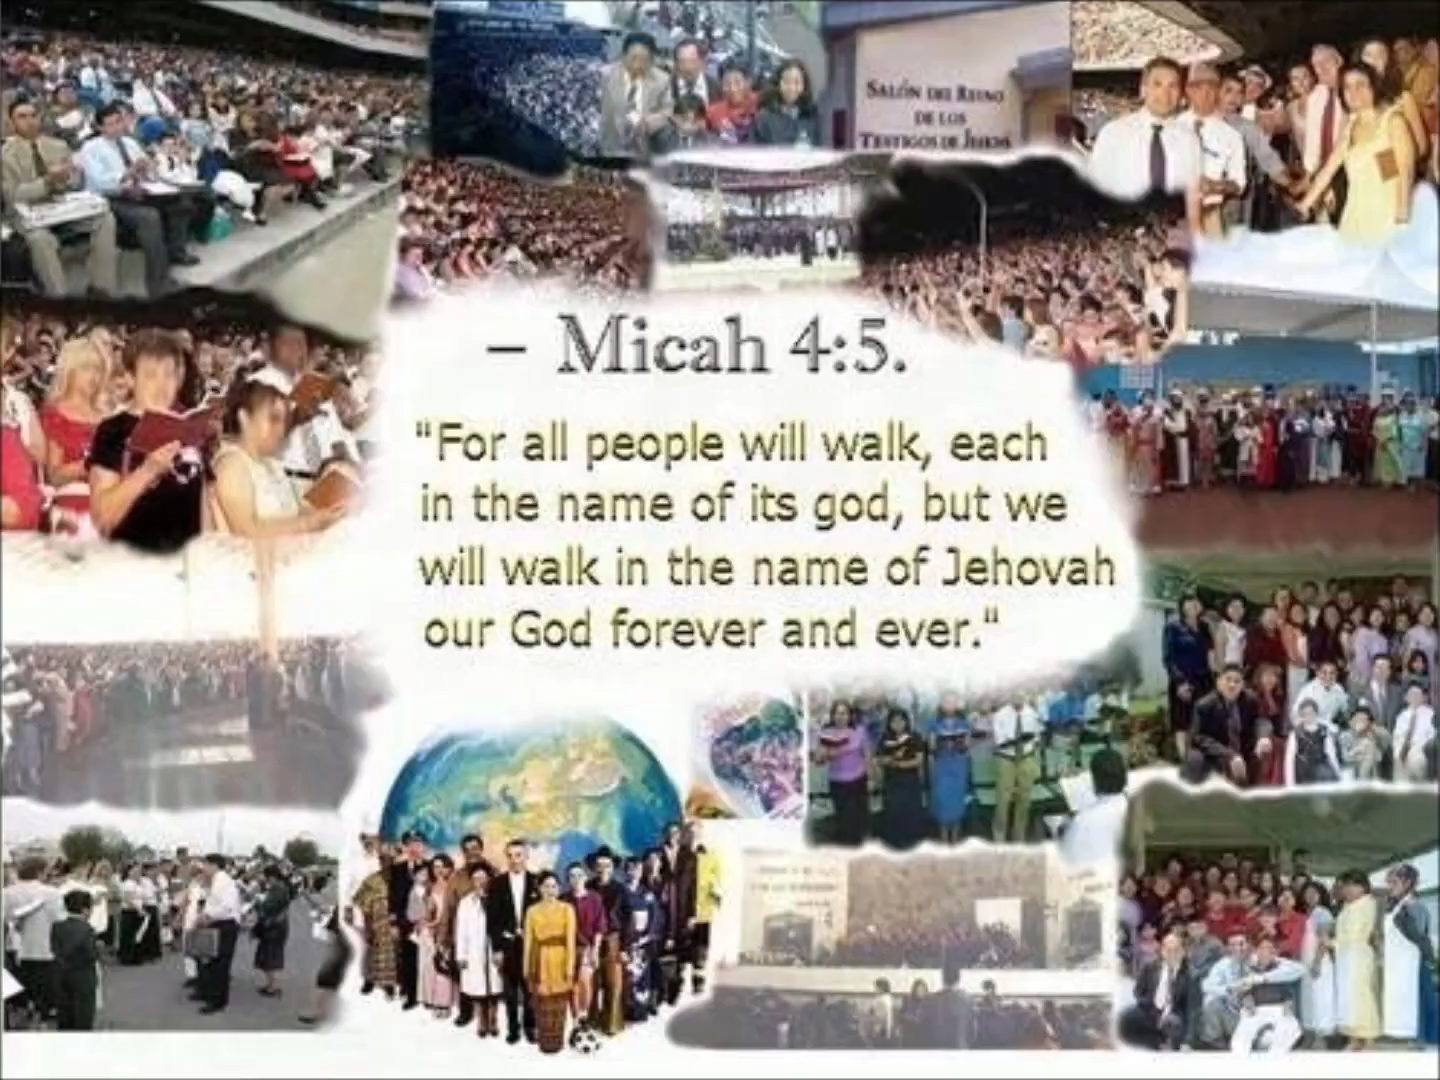 SALÓN DEL REINO
DE LOS
TESTIGOS DE JEHOVÁ
– Micah 4:5.
"For all people will walk, each
in the name of its god, but we
will walk in the name of Jehovah
our God forever and ever."